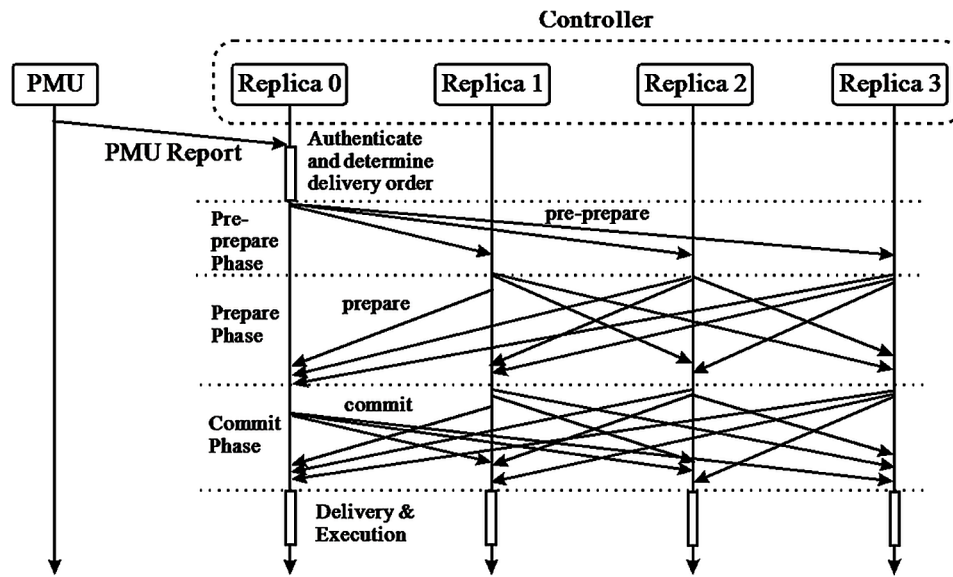 Controller
PMU
Replica 0
Replica 1
Replica 2
Replica 3
PMU Report
Authenticate
and determine
delivery order
Pre-
prepare
Phase
pre-prepare
Prepare
Phase
prepare
Commit
Phase
commit
Delivery &
Execution